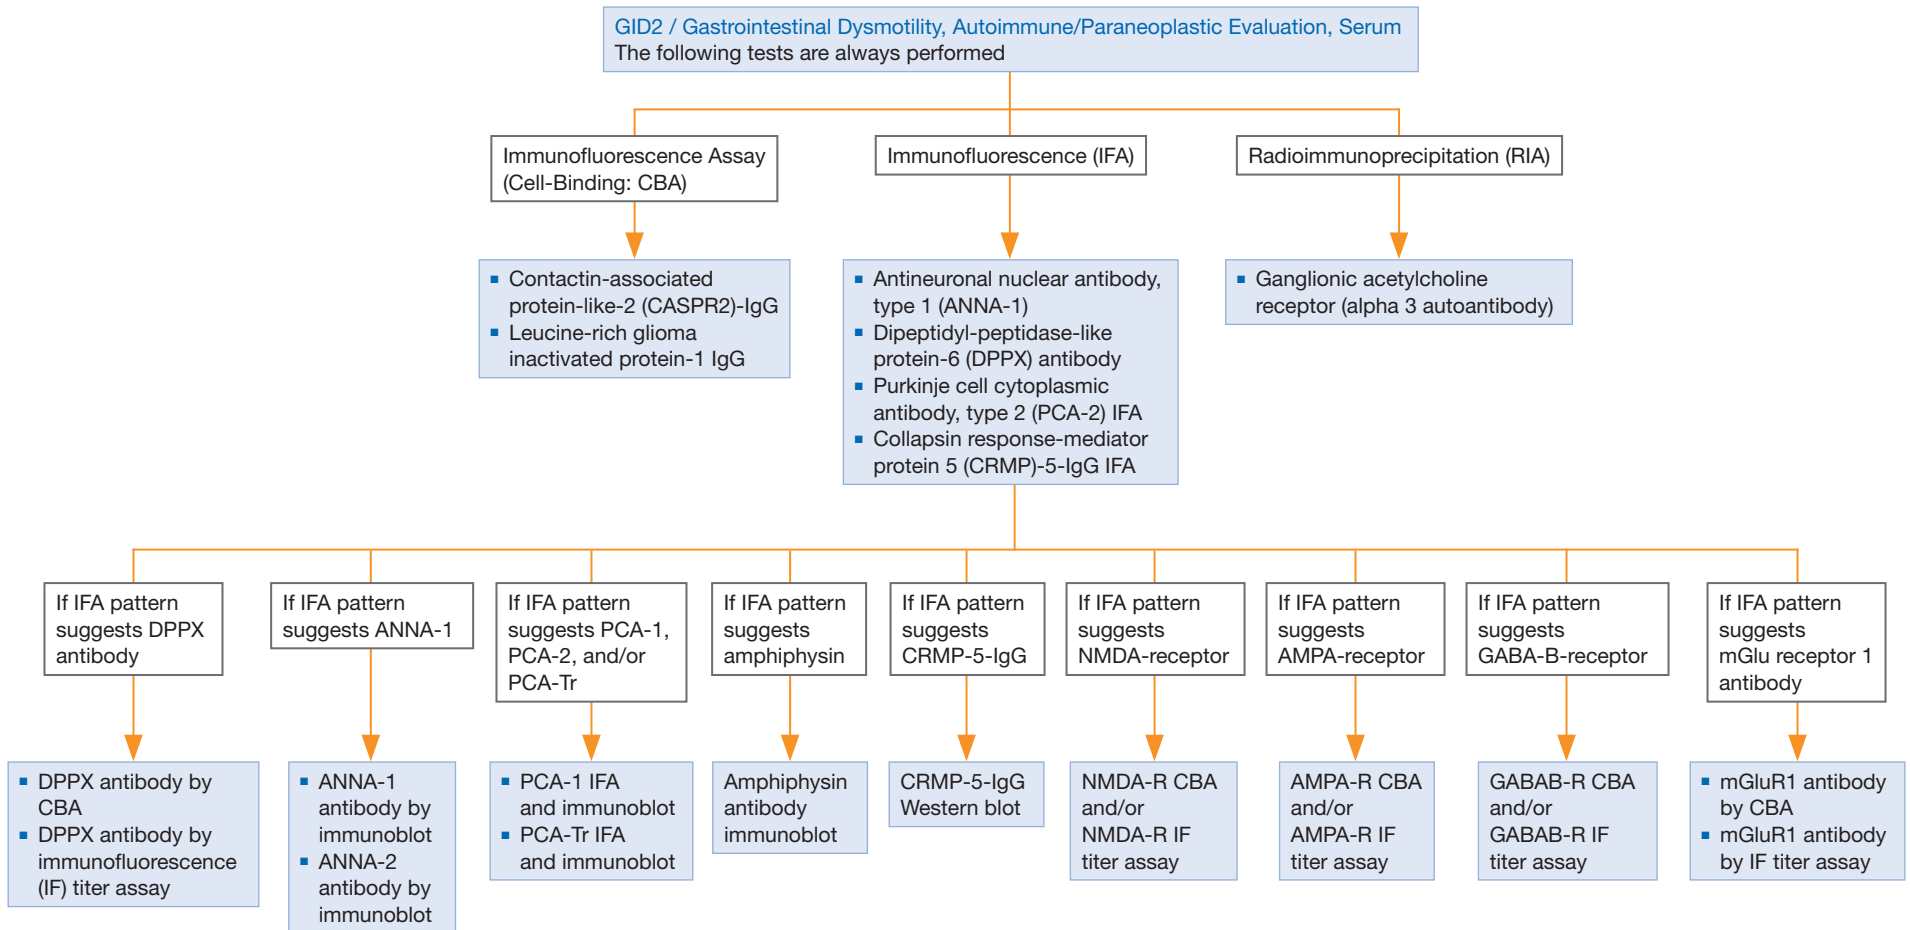 GID2 / Gastrointestinal Dysmotility, Autoimmune/Paraneoplastic Evaluation, Serum
The following tests are always performed
Immunofluorescence Assay
(Cell-Binding: CBA)
Immunofluorescence (IFA)
Radioimmunoprecipitation (RIA)
▪ Contactin-associated
protein-like-2 (CASPR2)-IgG
▪ Leucine-rich glioma
inactivated protein-1 IgG
▪ Antineuronal nuclear antibody,
type 1 (ANNA-1)
▪ Dipeptidyl-peptidase-like
protein-6 (DPPX) antibody
▪ Purkinje cell cytoplasmic
antibody, type 2 (PCA-2) IFA
▪ Collapsin response-mediator
protein 5 (CRMP)-5-IgG IFA
▪ Ganglionic acetylcholine
receptor (alpha 3 autoantibody)
If IFA pattern
suggests DPPX
antibody
If IFA pattern
suggests ANNA-1
If IFA pattern
suggests PCA-1,
PCA-2, and/or
PCA-Tr
If IFA pattern
suggests
amphiphysin
If IFA pattern
suggests
CRMP-5-IgG
If IFA pattern
suggests
NMDA-receptor
If IFA pattern
suggests
AMPA-receptor
If IFA pattern
suggests
GABA-B-receptor
If IFA pattern
suggests
mGlu receptor 1
antibody
▪ DPPX antibody by
CBA
▪ DPPX antibody by
immunofluorescence
(IF) titer assay
▪ ANNA-1
antibody by
immunoblot
▪ ANNA-2
antibody by
immunoblot
▪ PCA-1 IFA
and immunoblot
▪ PCA-Tr IFA
and immunoblot
Amphiphysin
antibody
immunoblot
CRMP-5-IgG
Western blot
NMDA-R CBA
and/or
NMDA-R IF
titer assay
AMPA-R CBA
and/or
AMPA-R IF
titer assay
GABAB-R CBA
and/or
GABAB-R IF
titer assay
▪ mGluR1 antibody
by CBA
▪ mGluR1 antibody
by IF titer assay